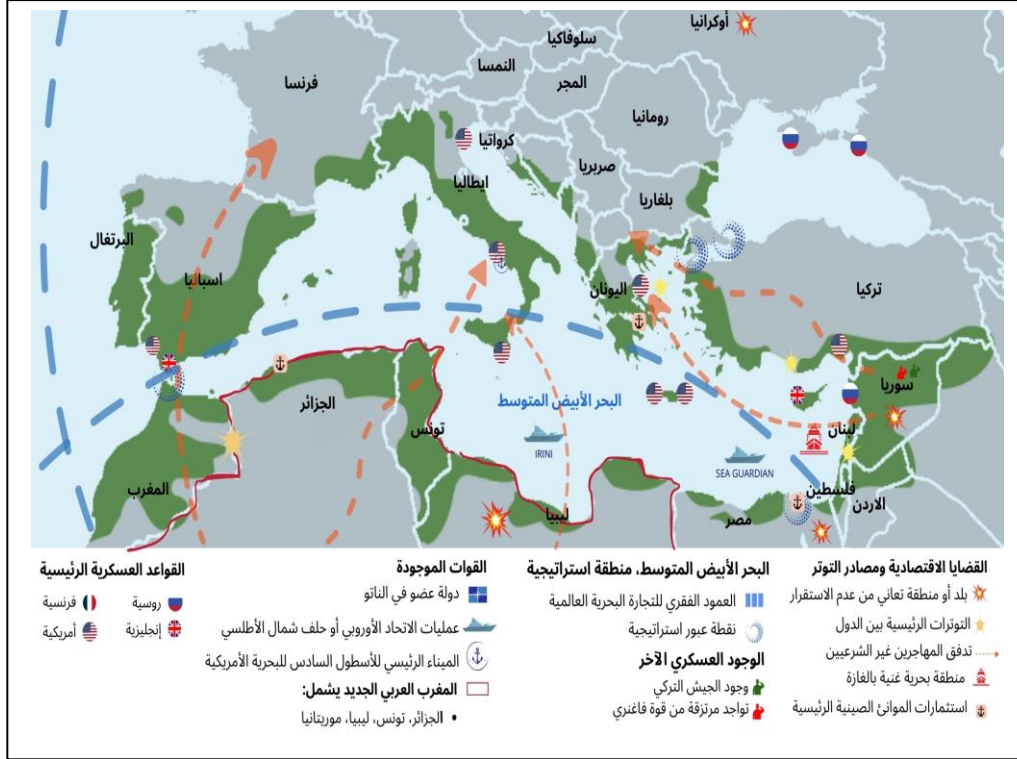 أوكرانيا
سلوفاكيا
النمسا
فرنسا
المجر
رومانيا
كرواتيا
صربريا
ايطاليا
بلغاريا
البرتغال
اسبانيا
اليونان
تركيا
سوريا
البحر الأبيض المتوسط
الجزائر
تونس
لبنان
IRINI
SEA GUARDIAN
فلسطين
الاردن
المغرب
ليبيا
مصر
القضايا الاقتصادية ومصادر التوتر
بلد أو منطقة تعاني من عدم الاستقرار
التوترات الرئيسية بين الدول
تدفق المهاجرين غير الشرعيين
منطقة بحرية غنية بالغازة
استثمارات الموانئ الصينية الرئيسية
البحر الأبيض المتوسط، منطقة استراتيجية
العمود الفقري للتجارة البحرية العالمية
نقطة عبور استراتيجية
الوجود العسكري الآخر
وجود الجيش التركي
تواجد مرتزقة من قوة فاغنري
القوات الموجودة
دولة عضو في الناتو
عمليات الاتحاد الأوروبي أو حلف شمال الأطلسي
الميناء الرئيسي للأسطول السادس للبحرية الأمريكية
المغرب العربي الجديد يشمل:
• الجزائر، تونس، ليبيا، موريتانيا
القواعد العسكرية الرئيسية
روسية
فرنسية
إنجليزية
أمريكية